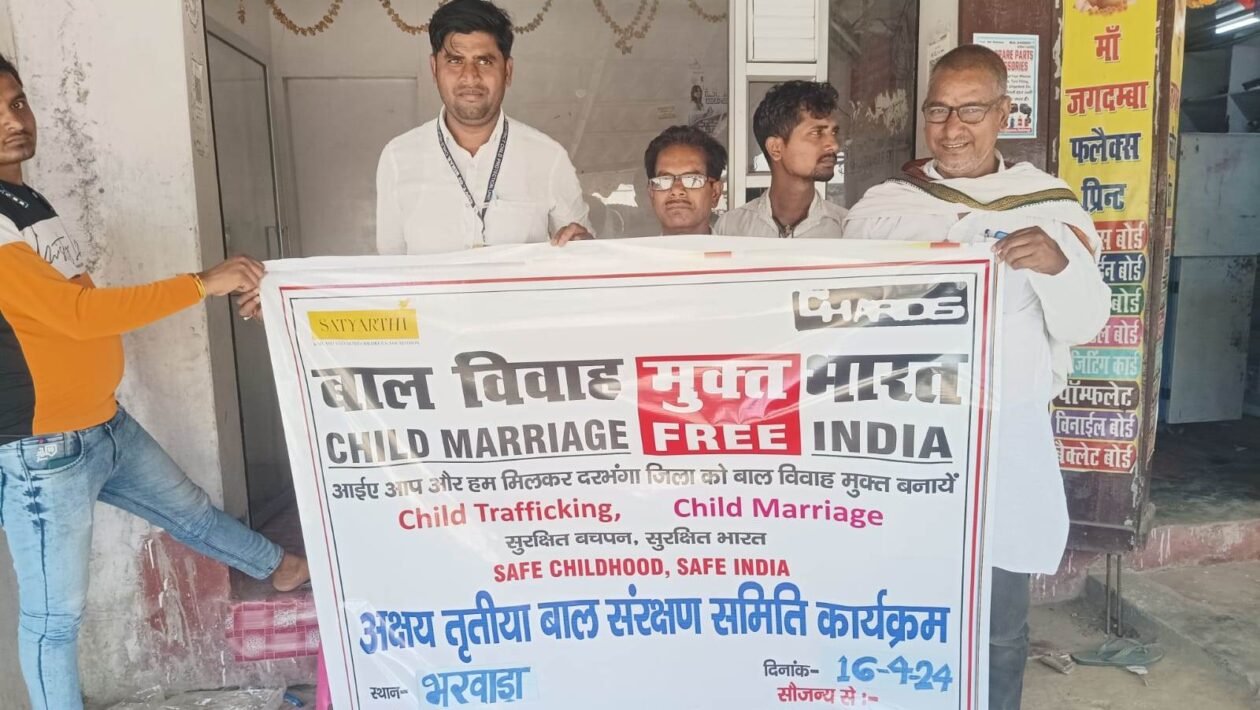 SATYARTHI
CHARDS
बाल विवाह मुक्त भारत
CHILD MARRIAGE FREE INDIA
आईए आप और हम मिलकर दरभंगा जिला को बाल विवाह मुक्त बनायें
Child Trafficking, Child Marriage
सुरक्षित बचपन, सुरक्षित भारत
SAFE CHILDHOOD, SAFE INDIA
अक्षय तृतीया बाल संरक्षण समिति कार्यक्रम
स्थान- भरवाड़ा
दिनांक- 16-4-24
सौजन्य से :-
माँ
जगदम्बा
फ्लैक्स
प्रिन्ट
बोर्ड
बोर्ड
बोर्ड
बोर्ड
कार्ड
पॉम्फलेट
विनाईल बोर्ड
बैक्लेट बोर्ड